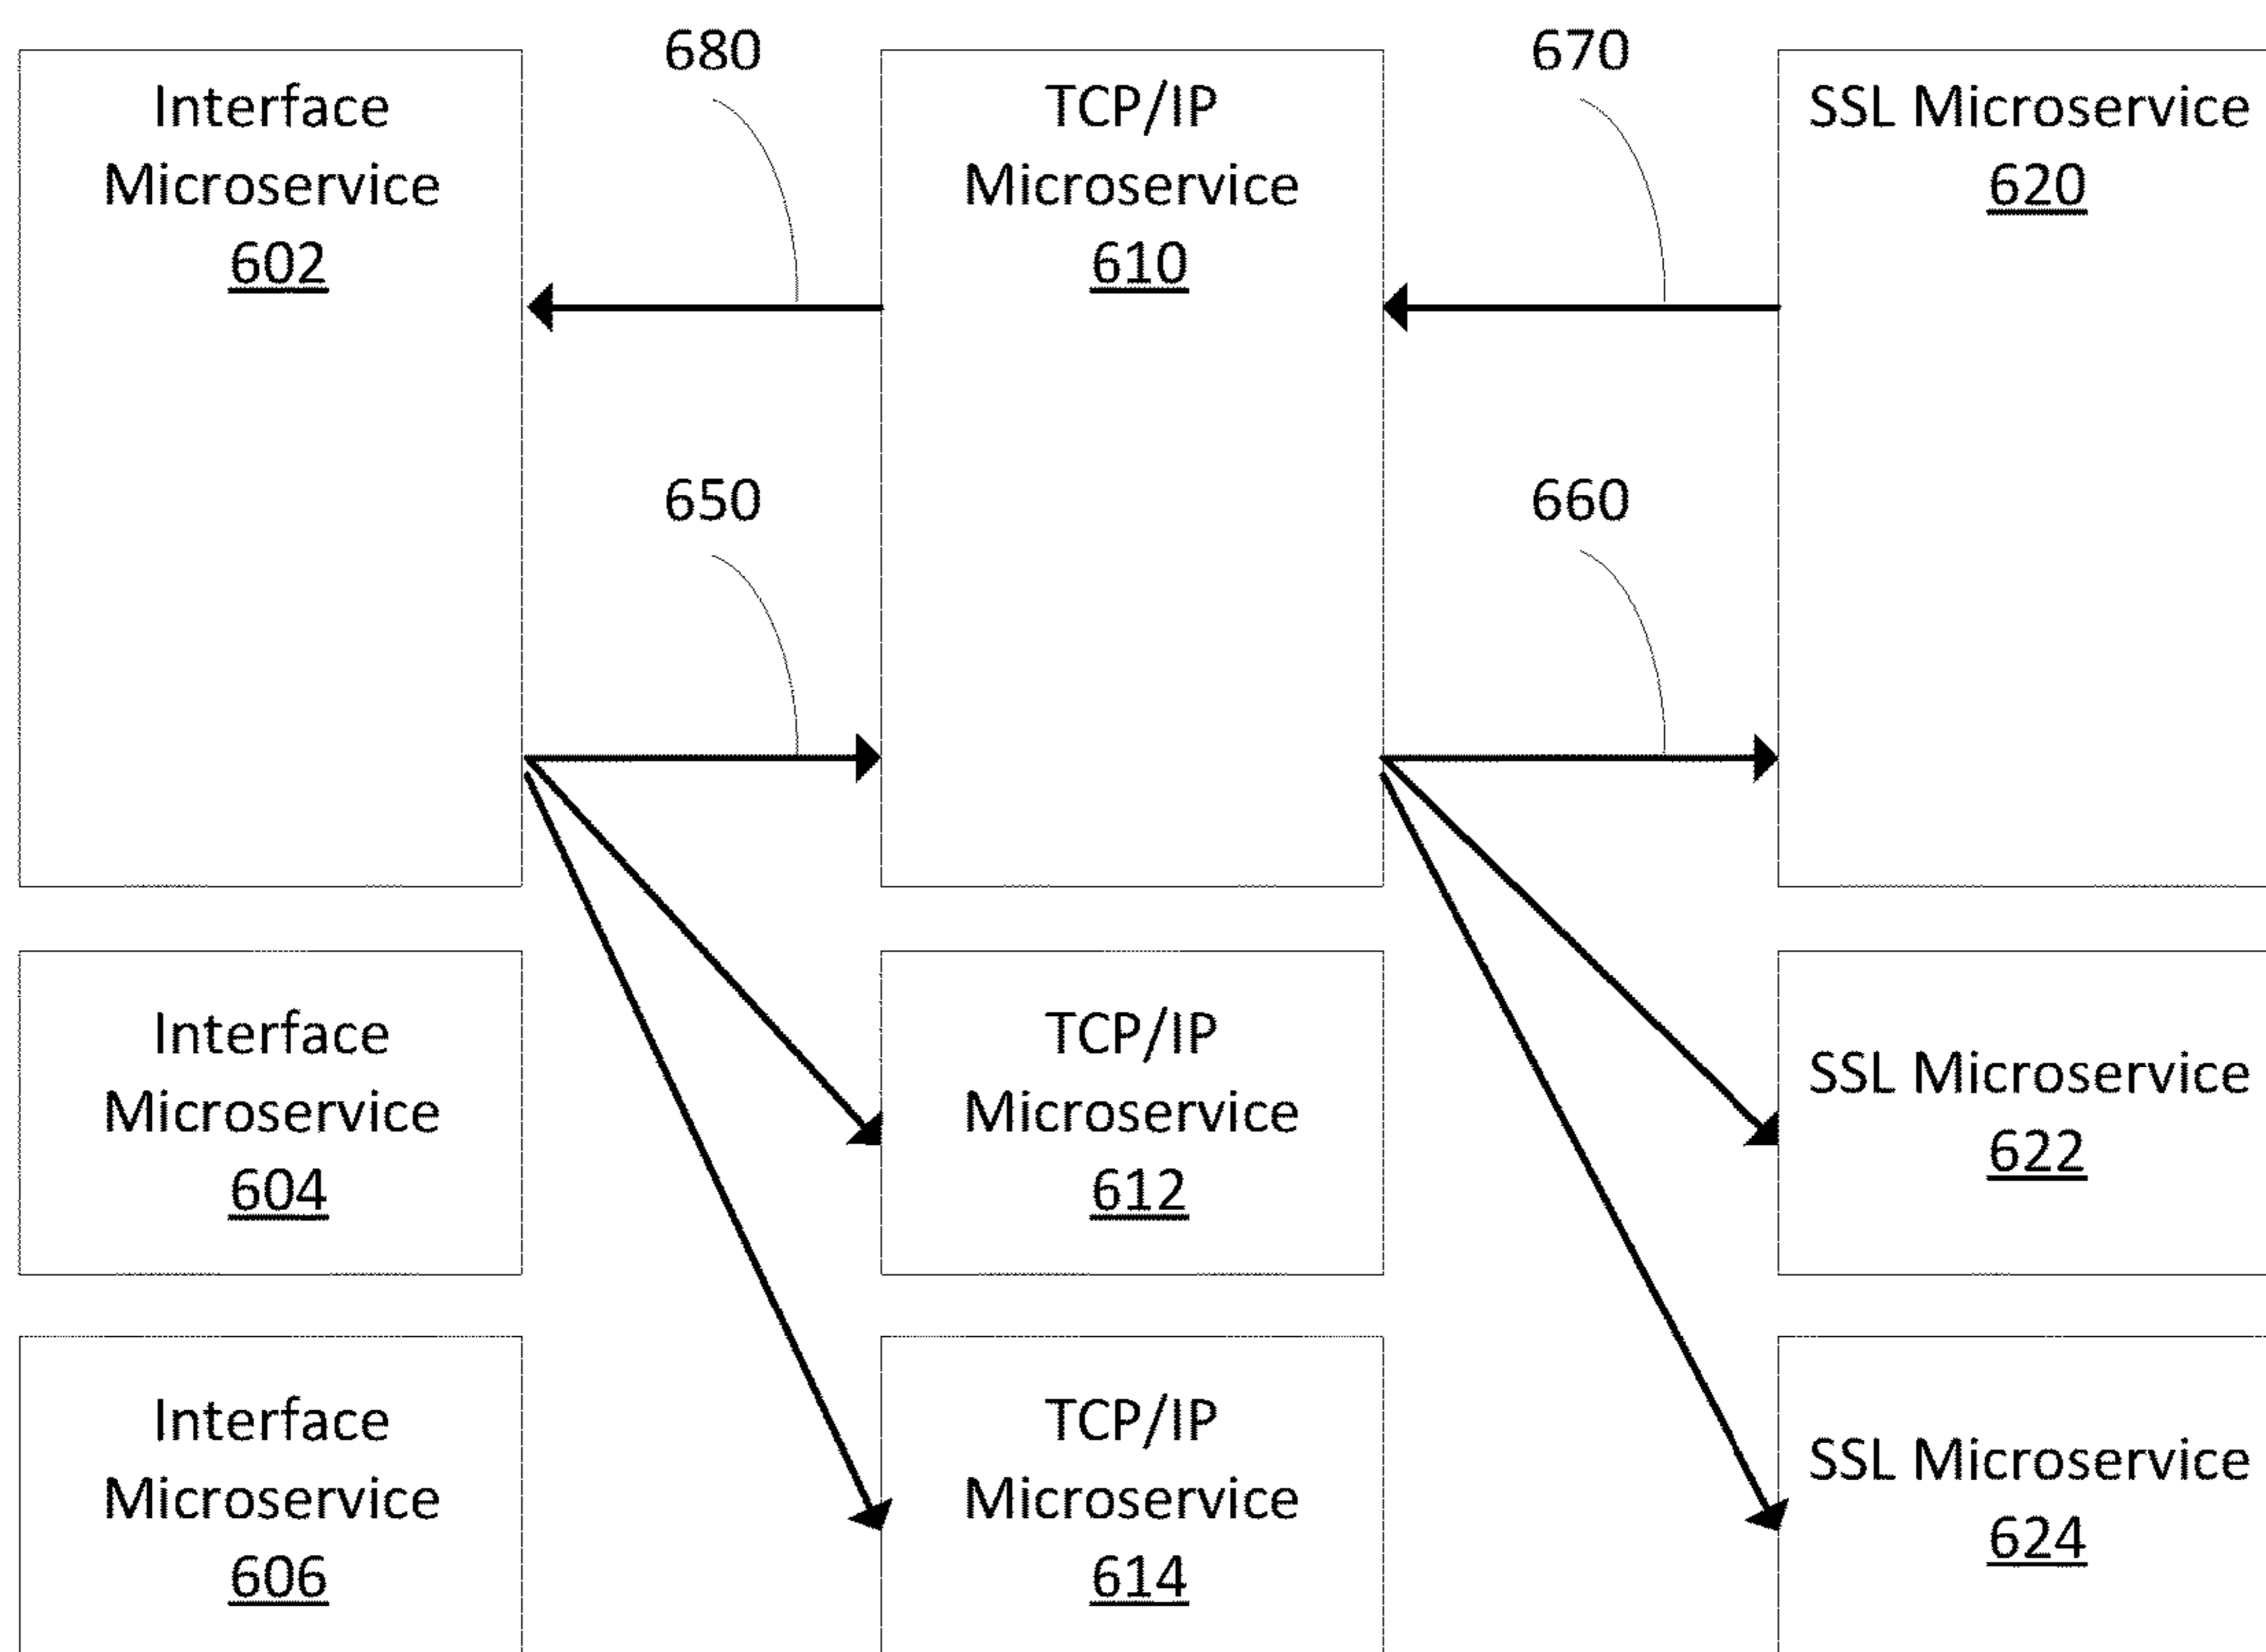 680
670
Interface
Microservice
602
TCP/IP
Microservice
610
SSL Microservice
620
650
660
Interface
Microservice
604
TCP/IP
Microservice
612
SSL Microservice
622
Interface
Microservice
606
TCP/IP
Microservice
614
SSL Microservice
624